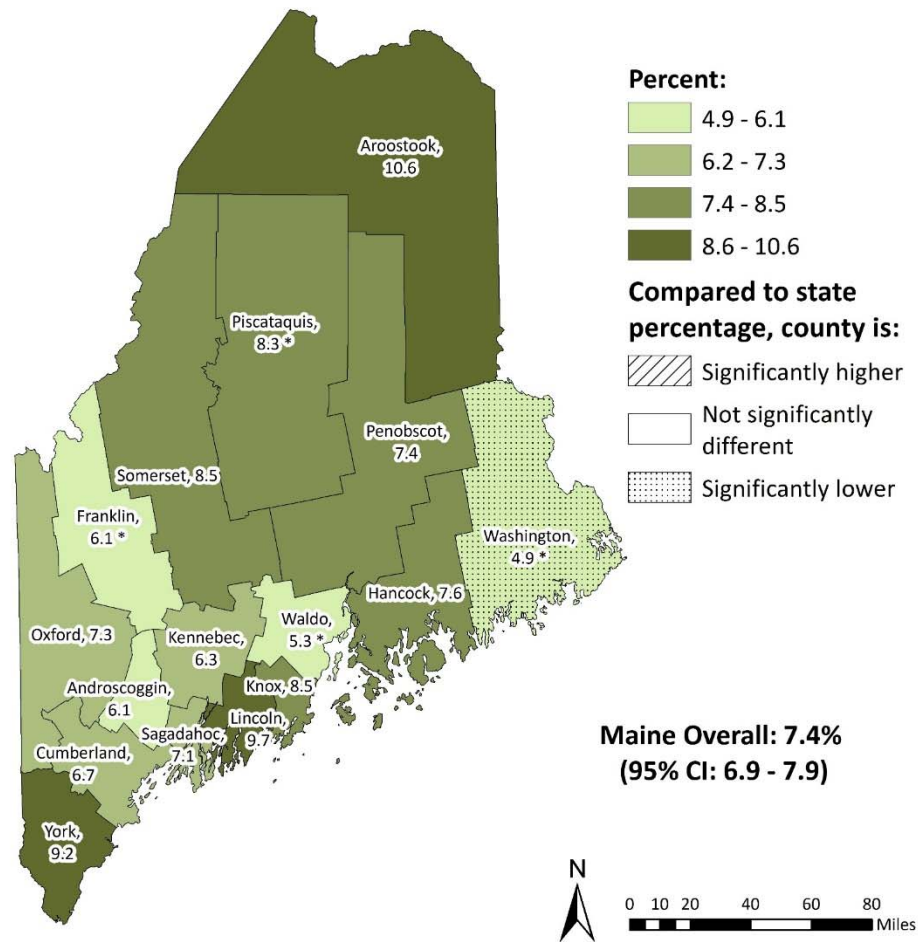 Percent:
4.9 - 6.1
6.2 - 7.3
7.4 - 8.5
8.6 - 10.6
Compared to state
percentage, county is:
Significantly higher
Not significantly
different
Significantly lower
Aroostook,
10.6
Piscataquis,
8.3 *
Penobscot,
7.4
Somerset, 8.5
Franklin,
6.1 *
Washington,
4.9 *
Hancock, 7.6
Waldo,
5.3 *
Oxford, 7.3
Kennebec,
6.3
Androscoggin,
6.1
Knox, 8.5
Lincoln,
9.7
Sagadahoc,
7.1
Cumberland,
6.7
York,
9.2
Maine Overall: 7.4%
(95% CI: 6.9 - 7.9)
N
0 10 20 40 60 80
Miles